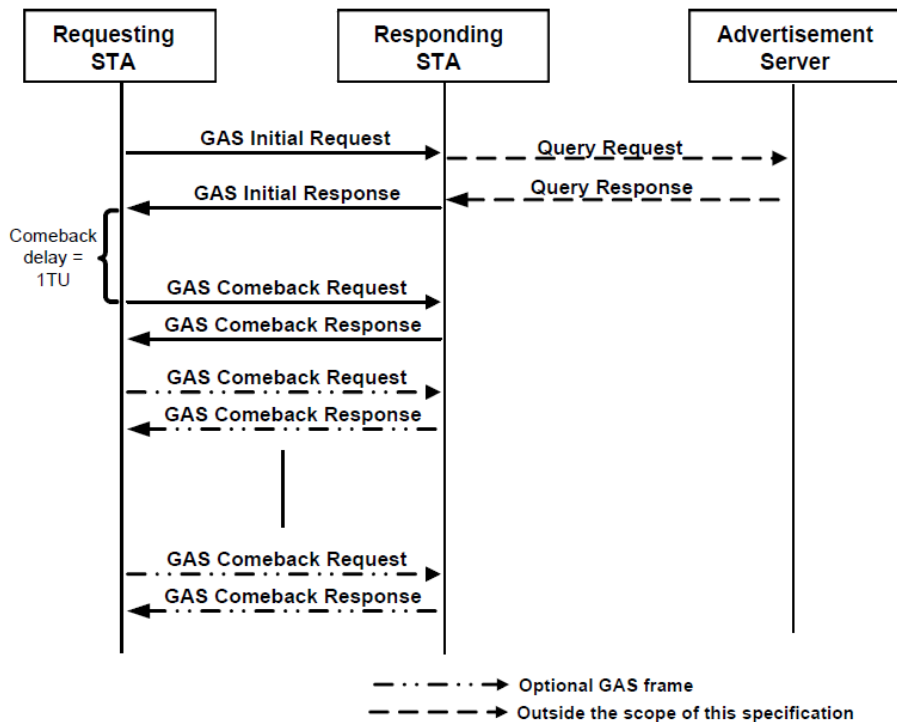 Requesting
STA
Responding
STA
Advertisement
Server
GAS Initial Request
Query Request
GAS Initial Response
Query Response
Comeback
delay =
1TU
GAS Comeback Request
GAS Comeback Response
GAS Comeback Request
GAS Comeback Response
GAS Comeback Request
GAS Comeback Response
Optional GAS frame
Outside the scope of this specification